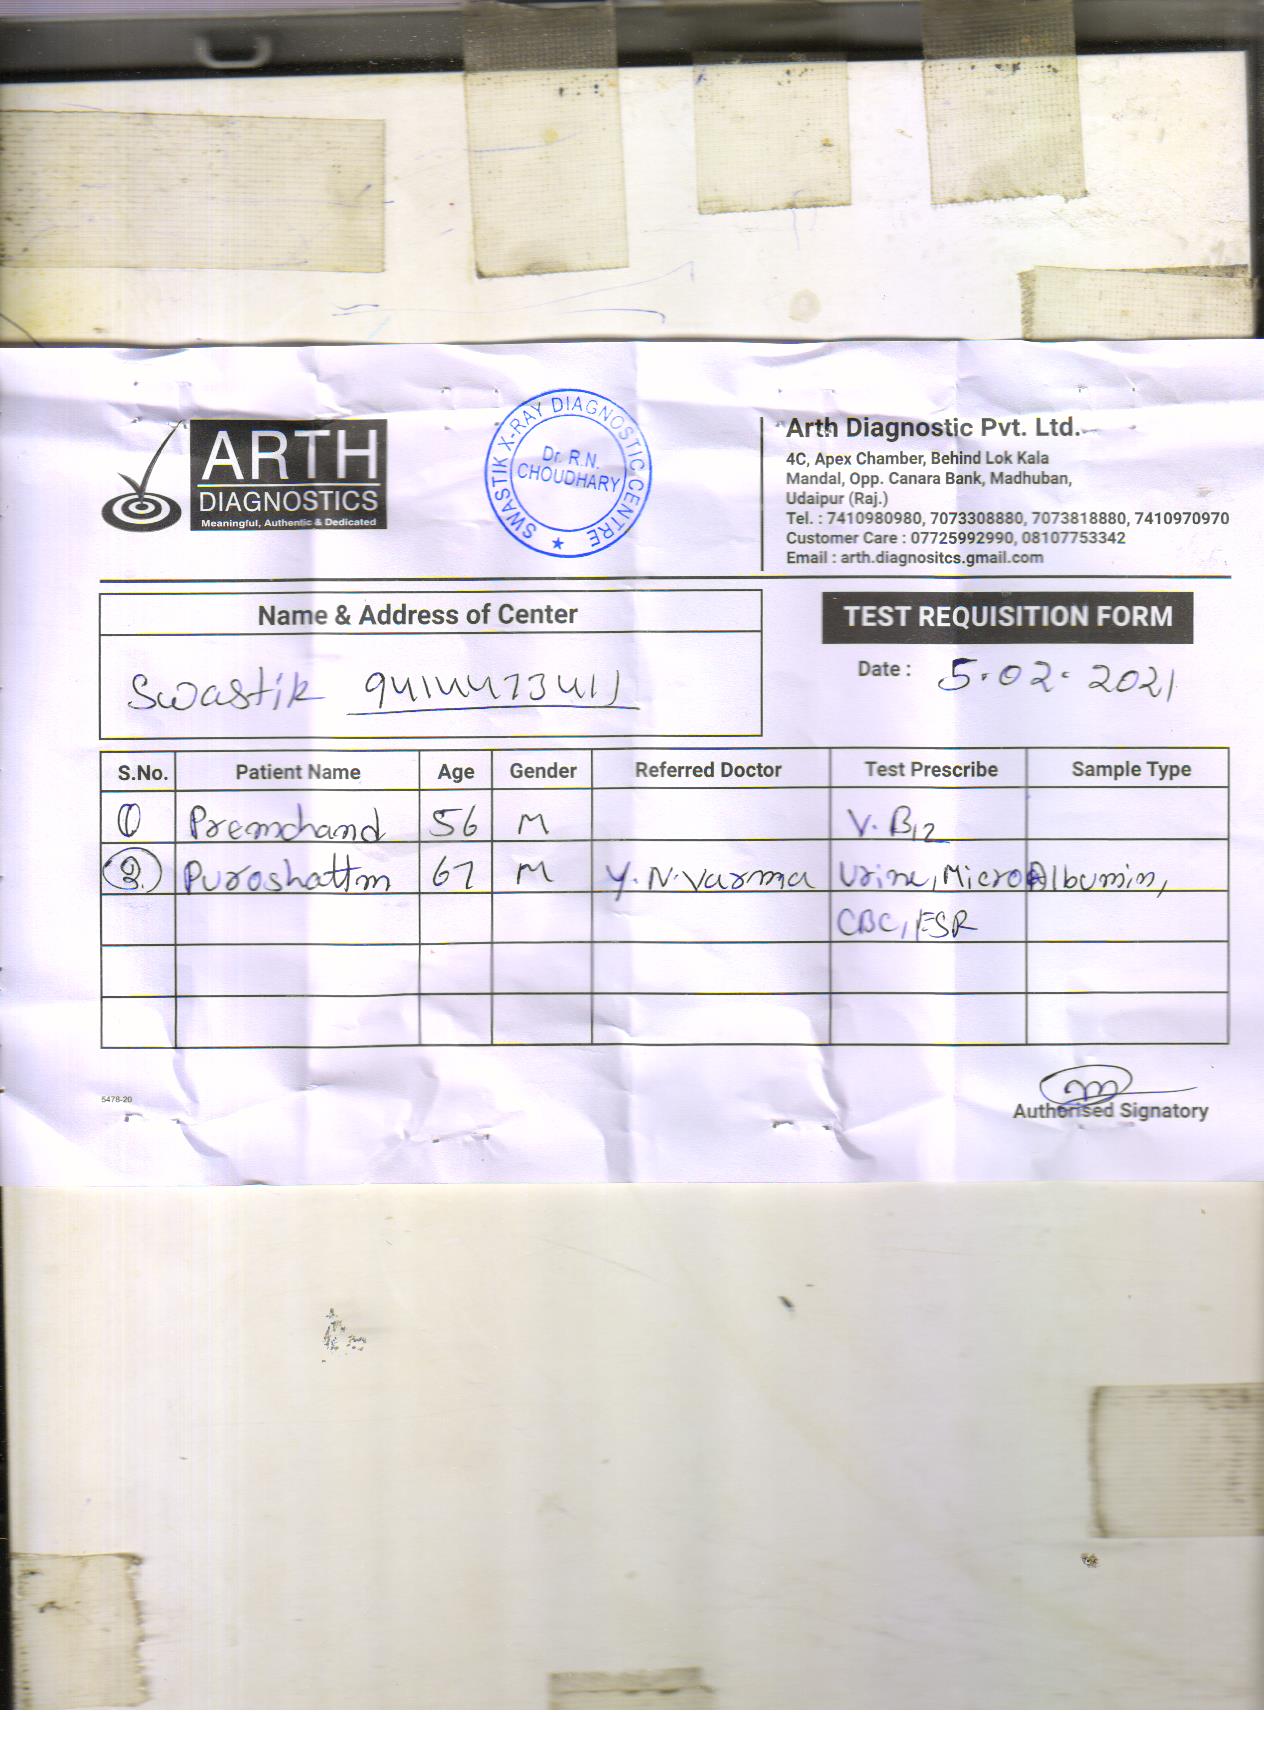 ARTH
DIAGNOSTICS
Meaningful, Authentic & Dedicated
SWASTIK X-RAY DIAGNOSTIC CENTRE ★
Dr. R.N.
CHOUDHARY
Arth Diagnostic Pvt. Ltd.
4C, Apex Chamber, Behind Lok Kala
Mandal, Opp. Canara Bank, Madhuban,
Udaipur (Raj.)
Tel. : 7410980980, 7073308880, 7073818880, 7410970970
Customer Care : 07725992990, 08107753342
Email : arth.diagnositcs.gmail.com
Name & Address of Center
TEST REQUISITION FORM
Swastik 9414473411
Date : 5.02.2021
S.No. Patient Name Age Gender Referred Doctor Test Prescribe Sample Type
1 Premchand 56 M V. B12
2. Puroshattm 67 M Y. N. Varma Urine, Micro Albumin,
CBC, ESR
5478-20
Authorised Signatory